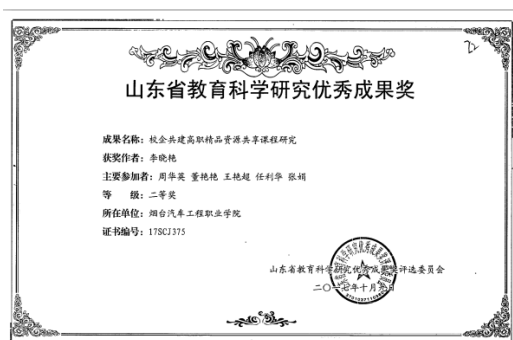 22
山东省教育科学研究优秀成果奖
成果名称：校企共建高职精品资源共享课程研究
获奖作者：李晓艳
主要参加者：周华英 董艳艳 王艳超 任利华 张娟
等　　级：二等奖
所在单位：烟台汽车工程职业学院
证书编号：17SCJ375
山东省教育科学研究优秀成果奖评选委员会
二〇一七年十月